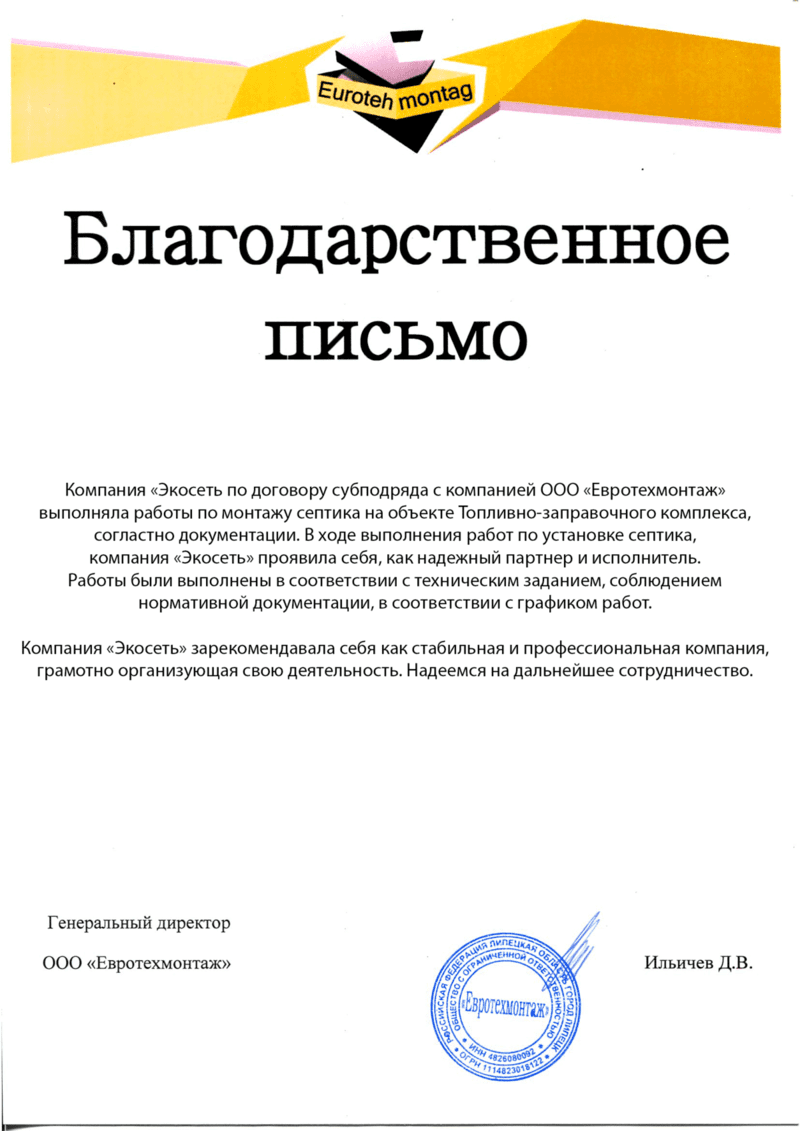 Euroteh montag
Благодарственное
письмо
Компания «Экосеть по договору субподряда с компанией ООО «Евротехмонтаж»
выполняла работы по монтажу септика на объекте Топливно-заправочного комплекса,
согластно документации. В ходе выполнения работ по установке септика,
компания «Экосеть» проявила себя, как надежный партнер и исполнитель.
Работы были выполнены в соответствии с техническим заданием, соблюдением
нормативной документации, в соответствии с графиком работ.
Компания «Экосеть» зарекомендавала себя как стабильная и профессиональная компания,
грамотно организующая свою деятельность. Надеемся на дальнейшее сотрудничество.
Генеральный директор
ООО «Евротехмонтаж»
Ильичев Д.В.
РОССИЙСКАЯ ФЕДЕРАЦИЯ ЛИПЕЦКАЯ ОБЛАСТЬ ГОРОД ЛИПЕЦК
ОБЩЕСТВО С ОГРАНИЧЕННОЙ ОТВЕТСТВЕННОСТЬЮ
«Евротехмонтаж»
* ИНН 4826080092 *
* ОГРН 1114823018122 *